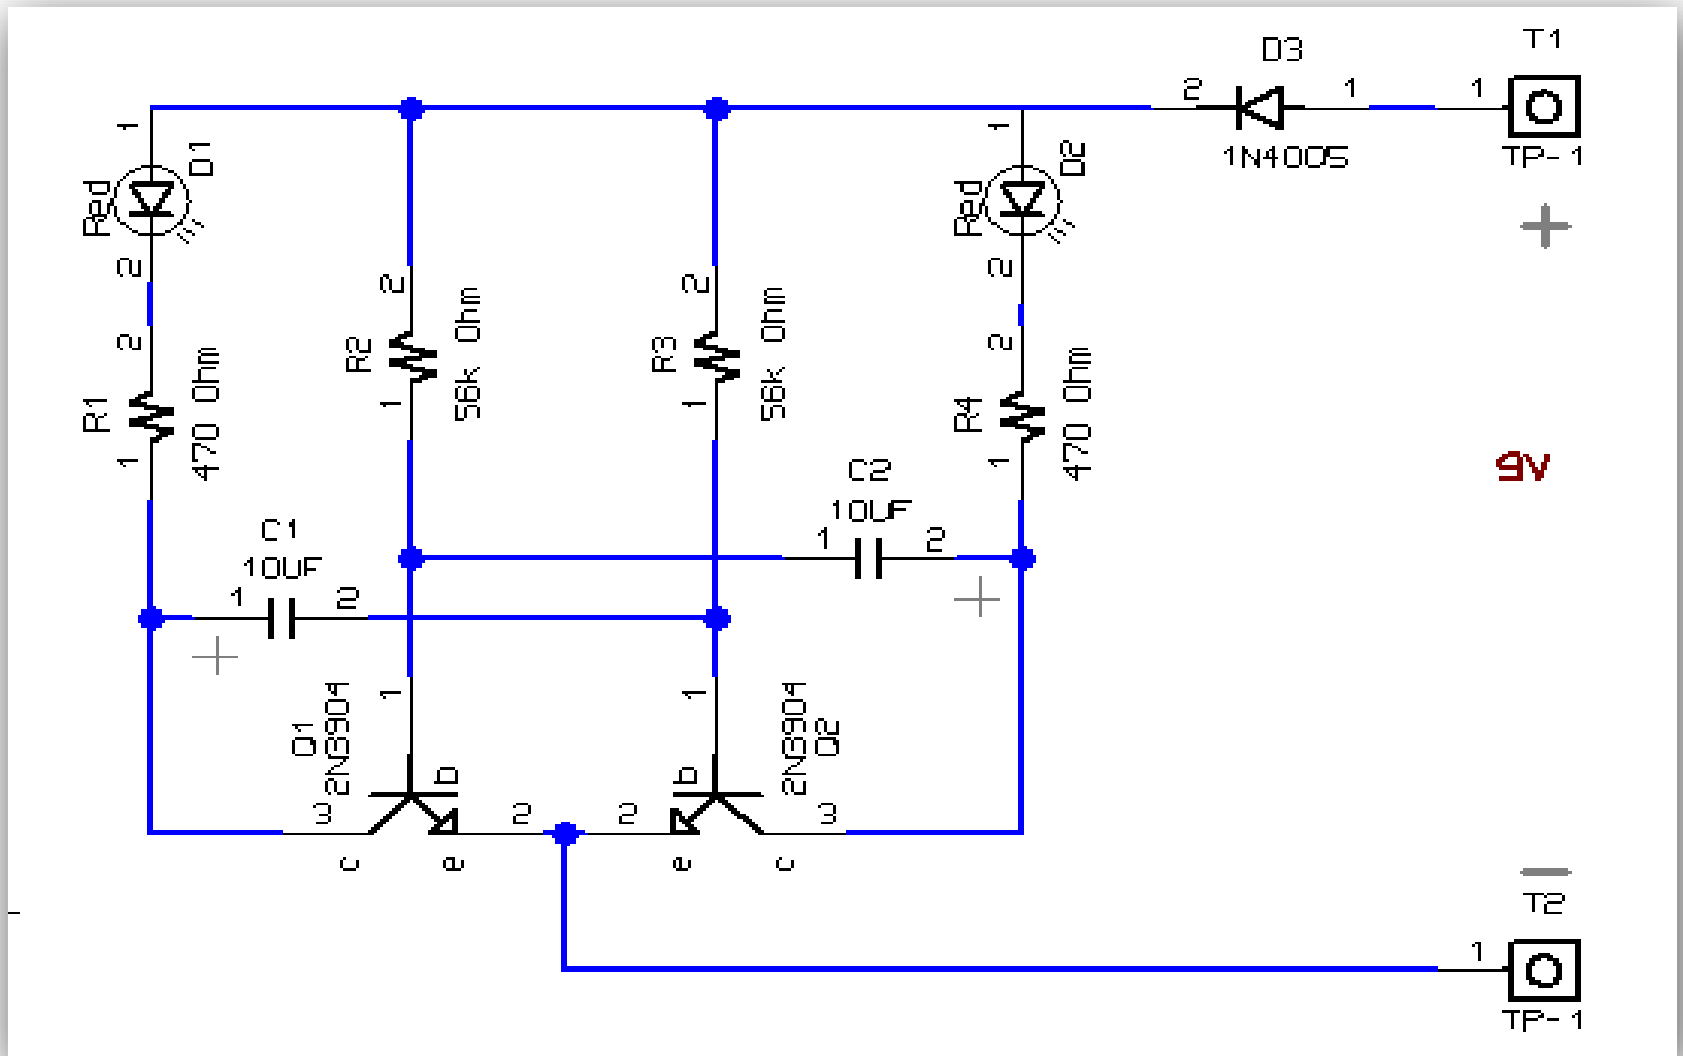 D3
T1
2
1
1
1N4005
TP-1
+
1
D1
Red
2
1
D2
Red
2
2
R2
56k Ohm
1
2
R3
56k Ohm
1
2
R1
470 Ohm
1
2
R4
470 Ohm
1
9V
C2
10UF
1
2
+
C1
10UF
1
2
+
1
Q1
2N3904
b
3
2
c
e
1
2N3904
Q2
b
2
3
e
c
−
T2
1
TP-1